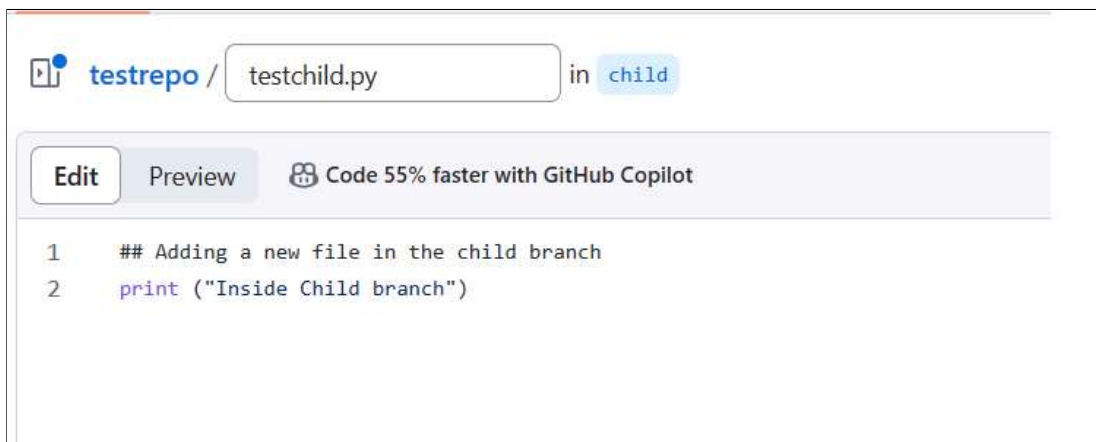 testrepo / testchild.py in child
Edit Preview Code 55% faster with GitHub Copilot
1 ## Adding a new file in the child branch
2 print ("Inside Child branch")